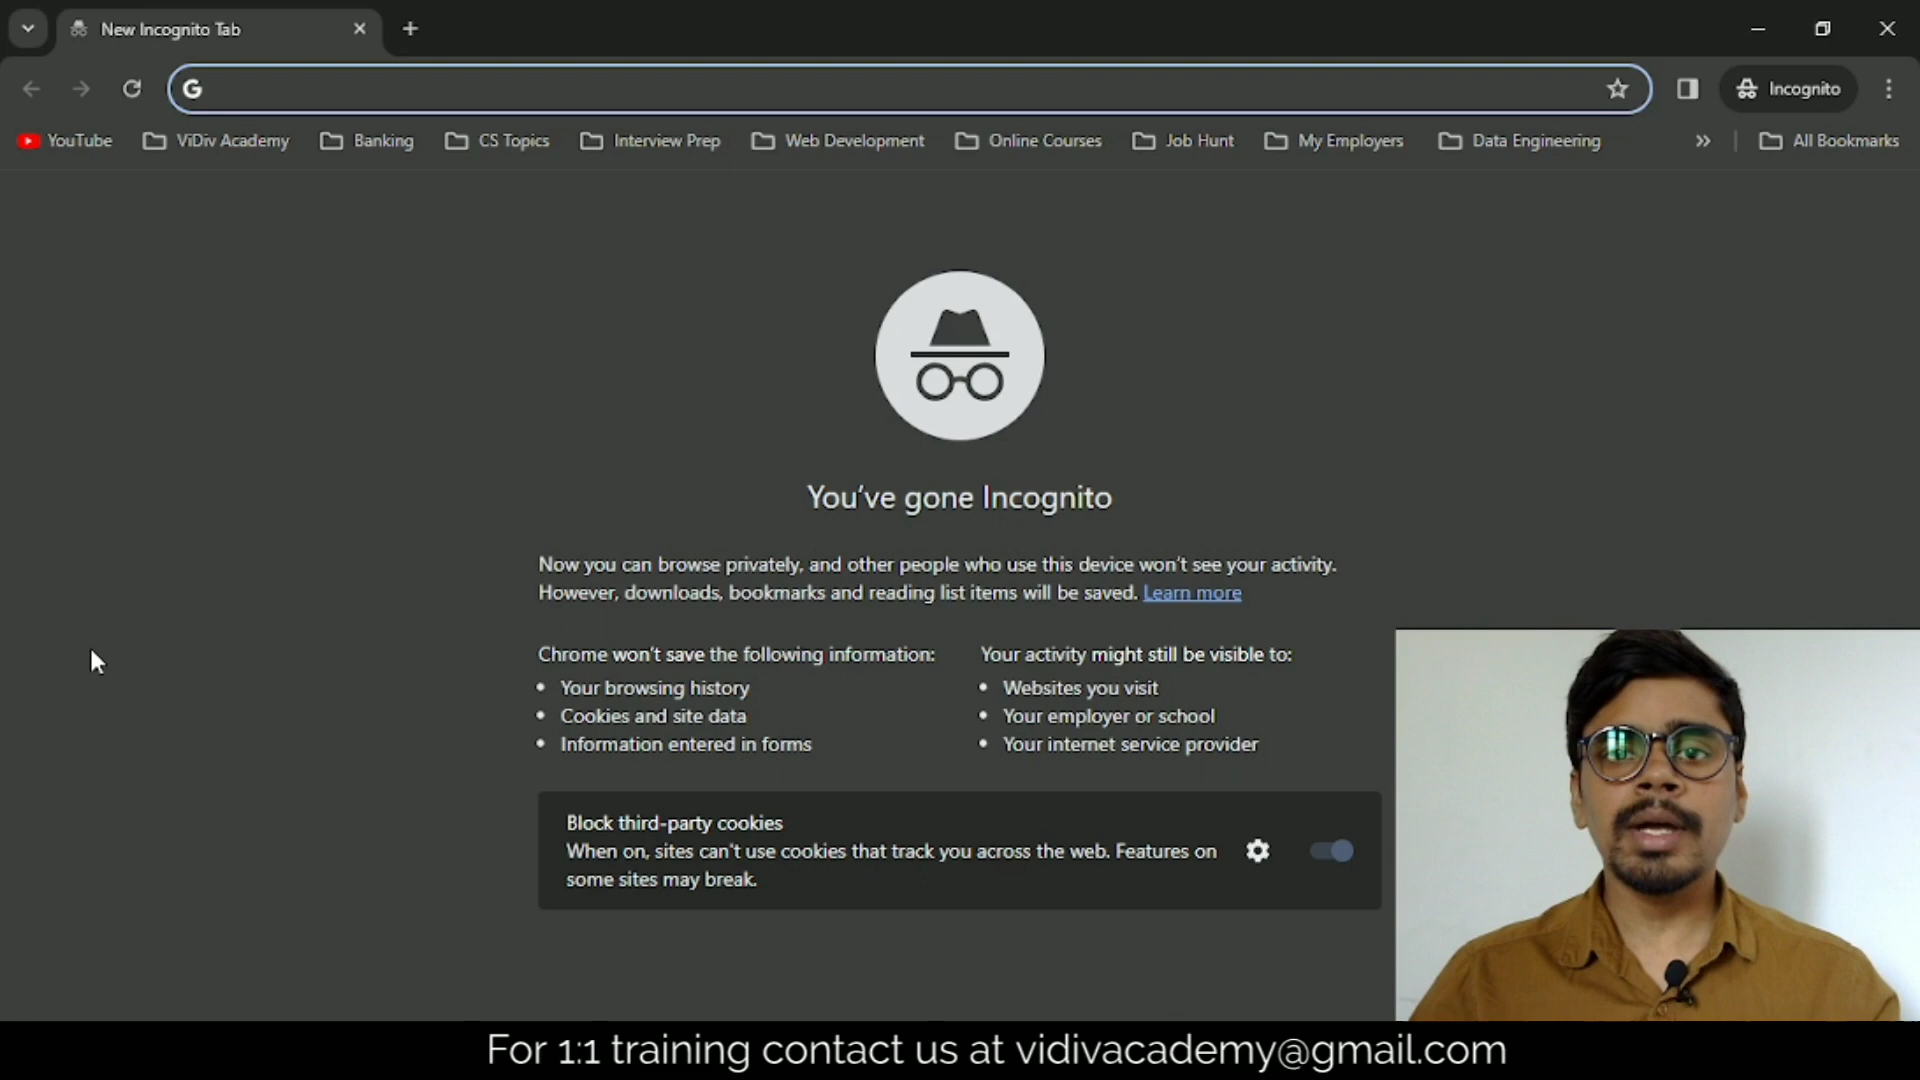 New Incognito Tab
Incognito
YouTube ViDiv Academy Banking CS Topics Interview Prep Web Development Online Courses Job Hunt My Employers Data Engineering All Bookmarks
You've gone Incognito
Now you can browse privately, and other people who use this device won't see your activity.
However, downloads, bookmarks and reading list items will be saved. Learn more
Chrome won't save the following information:
• Your browsing history
• Cookies and site data
• Information entered in forms
Your activity might still be visible to:
• Websites you visit
• Your employer or school
• Your internet service provider
Block third-party cookies
When on, sites can't use cookies that track you across the web. Features on
some sites may break.
For 1:1 training contact us at vidivacademy@gmail.com